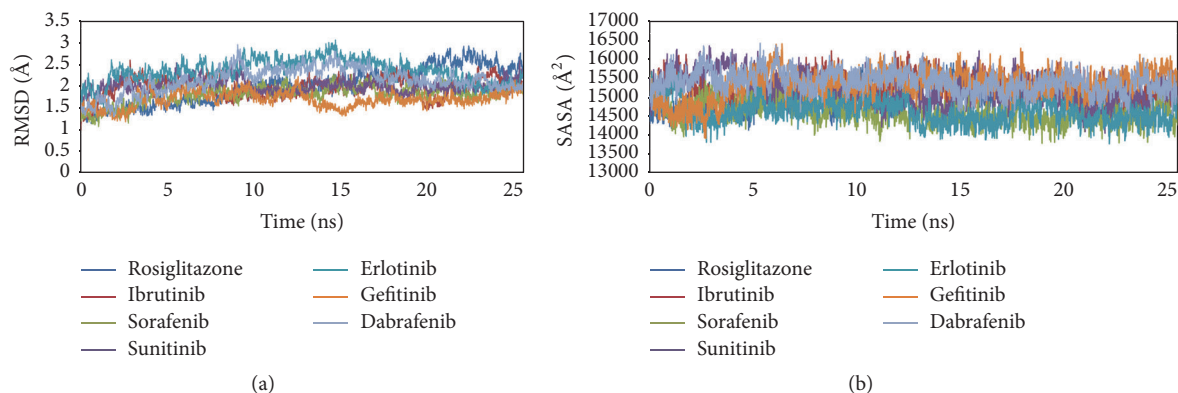 3.5
3
2.5
2
1.5
1
0.5
0
RMSD (Å)
0 5 10 15 20 25
Time (ns)
Rosiglitazone
Ibrutinib
Sorafenib
Sunitinib
Erlotinib
Gefitinib
Dabrafenib
(a)
17000
16500
16000
15500
15000
14500
14000
13500
13000
SASA (Å²)
0 5 10 15 20 25
Time (ns)
Rosiglitazone
Ibrutinib
Sorafenib
Sunitinib
Erlotinib
Gefitinib
Dabrafenib
(b)